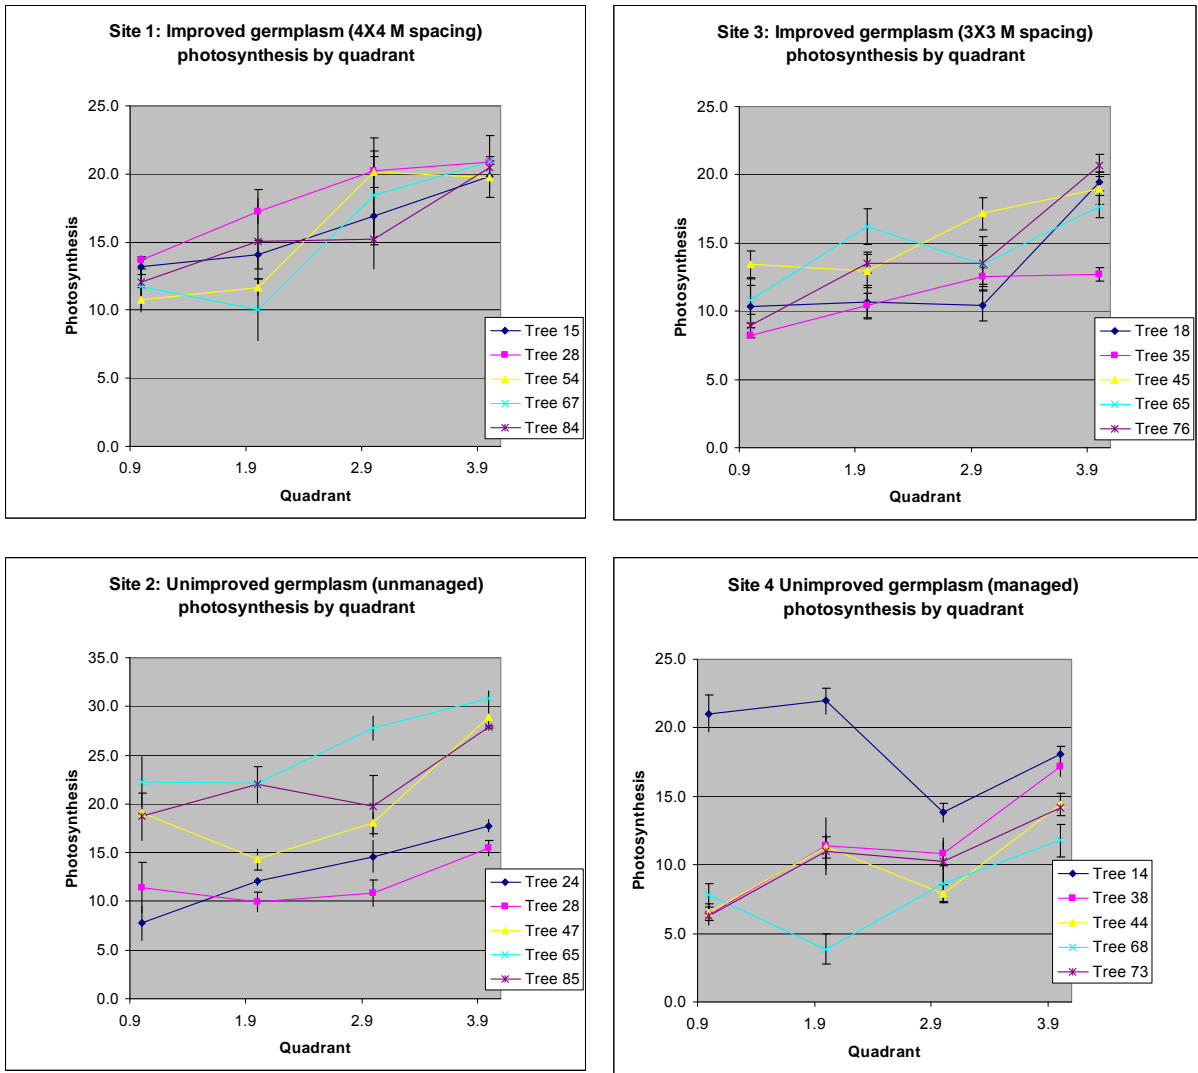 Site 1: Improved germplasm (4X4 M spacing)
photosynthesis by quadrant
25.0
20.0
15.0
10.0
5.0
0.0
0.9
1.9
2.9
3.9
Photosynthesis
Quadrant
Tree 15
Tree 28
Tree 54
Tree 67
Tree 84
Site 3: Improved germplasm (3X3 M spacing)
photosynthesis by quadrant
25.0
20.0
15.0
10.0
5.0
0.0
0.9
1.9
2.9
3.9
Photosynthesis
Quadrant
Tree 18
Tree 35
Tree 45
Tree 65
Tree 76
Site 2: Unimproved germplasm (unmanaged)
photosynthesis by quadrant
35.0
30.0
25.0
20.0
15.0
10.0
5.0
0.0
0.9
1.9
2.9
3.9
Photosynthesis
Quadrant
Tree 24
Tree 28
Tree 47
Tree 65
Tree 85
Site 4 Unimproved germplasm (managed)
photosynthesis by quadrant
25.0
20.0
15.0
10.0
5.0
0.0
0.9
1.9
2.9
3.9
Photosynthesis
Quadrant
Tree 14
Tree 38
Tree 44
Tree 68
Tree 73